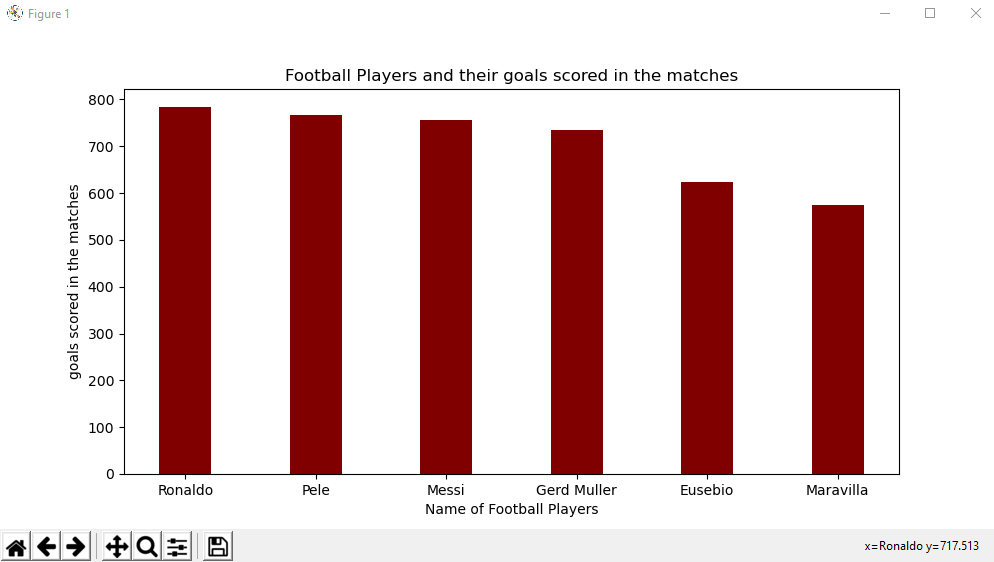 Figure 1
Football Players and their goals scored in the matches
800
700
600
500
400
300
200
100
0
goals scored in the matches
Ronaldo Pele Messi Gerd Muller Eusebio Maravilla
Name of Football Players
x=Ronaldo y=717.513